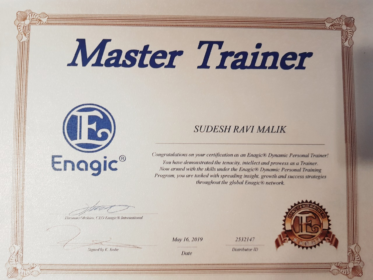 Master Trainer
Enagic®
SUDESH RAVI MALIK
Congratulations on your certification as an Enagic® Dynamic Personal Trainer!
You have demonstrated the tenacity, intellect and prowess as a Trainer
Now armed with the skills under the Enagic® Dynamic Personal Training
Program, you are tasked with spreading insight, growth and success strategies
throughout the global Enagic® network.
May 16, 2019
Date
Distributor ID